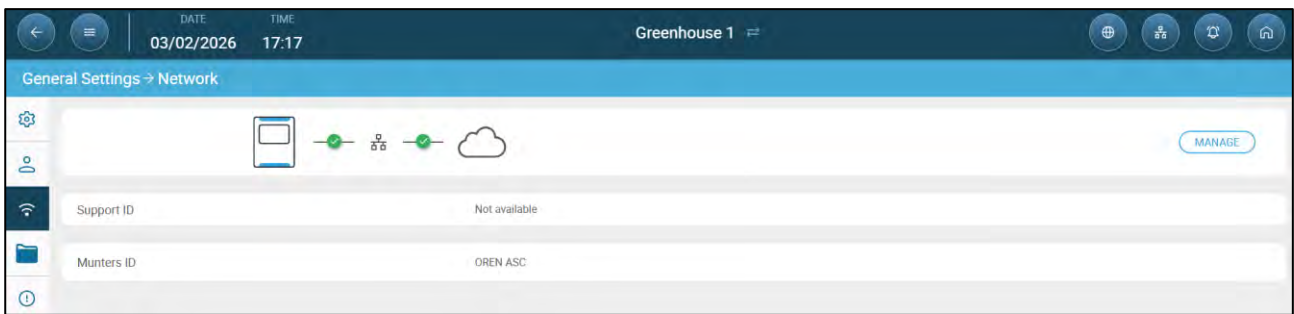 DATE
TIME
03/02/2026
17:17
Greenhouse 1
General Settings → Network
MANAGE
Support ID
Not available
Munters ID
OREN ASC